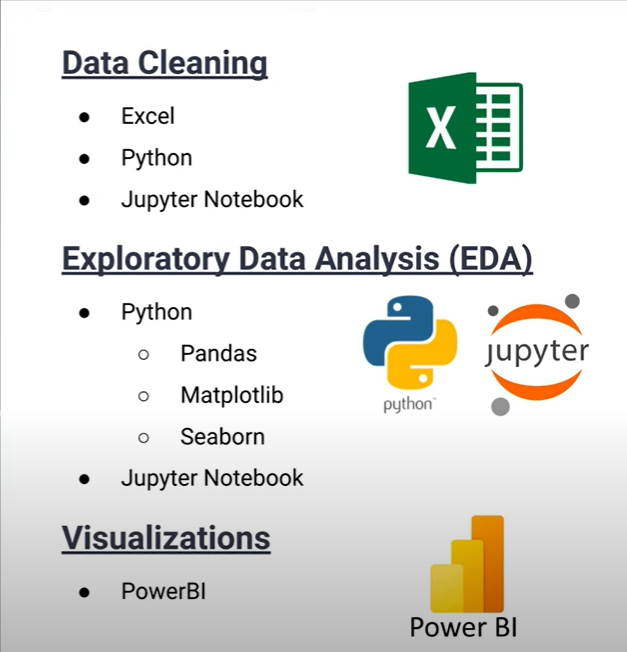 Data Cleaning
● Excel
● Python
● Jupyter Notebook
X
Exploratory Data Analysis (EDA)
● Python
○ Pandas
○ Matplotlib
○ Seaborn
● Jupyter Notebook
python™
jupyter
Visualizations
● PowerBI
Power BI